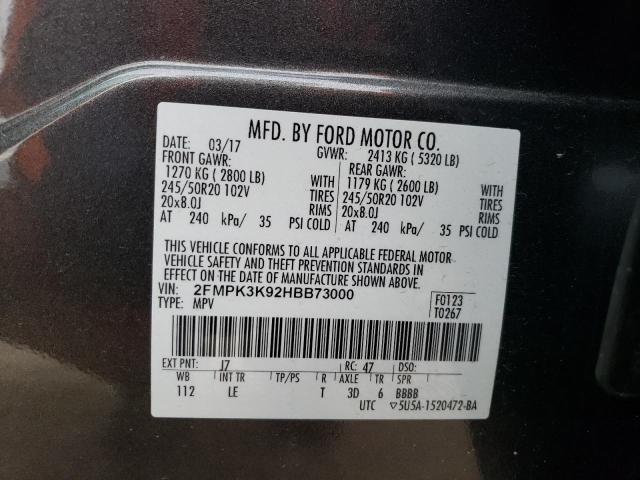 MFD. BY FORD MOTOR CO.
DATE: 03/17 GVWR: 2413 KG ( 5320 LB)
FRONT GAWR: REAR GAWR:
1270 KG ( 2800 LB) WITH 1179 KG ( 2600 LB) WITH
245/50R20 102V TIRES 245/50R20 102V TIRES
20x8.0J RIMS 20x8.0J RIMS
AT 240 kPa/ 35 PSI COLD AT 240 kPa/ 35 PSI COLD
THIS VEHICLE CONFORMS TO ALL APPLICABLE FEDERAL MOTOR
VEHICLE SAFETY AND THEFT PREVENTION STANDARDS IN
EFFECT ON THE DATE OF MANUFACTURE SHOWN ABOVE.
VIN: 2FMPK3K92HBB73000 F0123
TYPE: MPV T0267
EXT PNT: J7 RC: 47 DSO:
WB INT TR TP/PS R AXLE TR SPR
112 LE T 3D 6 BBBB
UTC ▽5U5A-1520472-BA